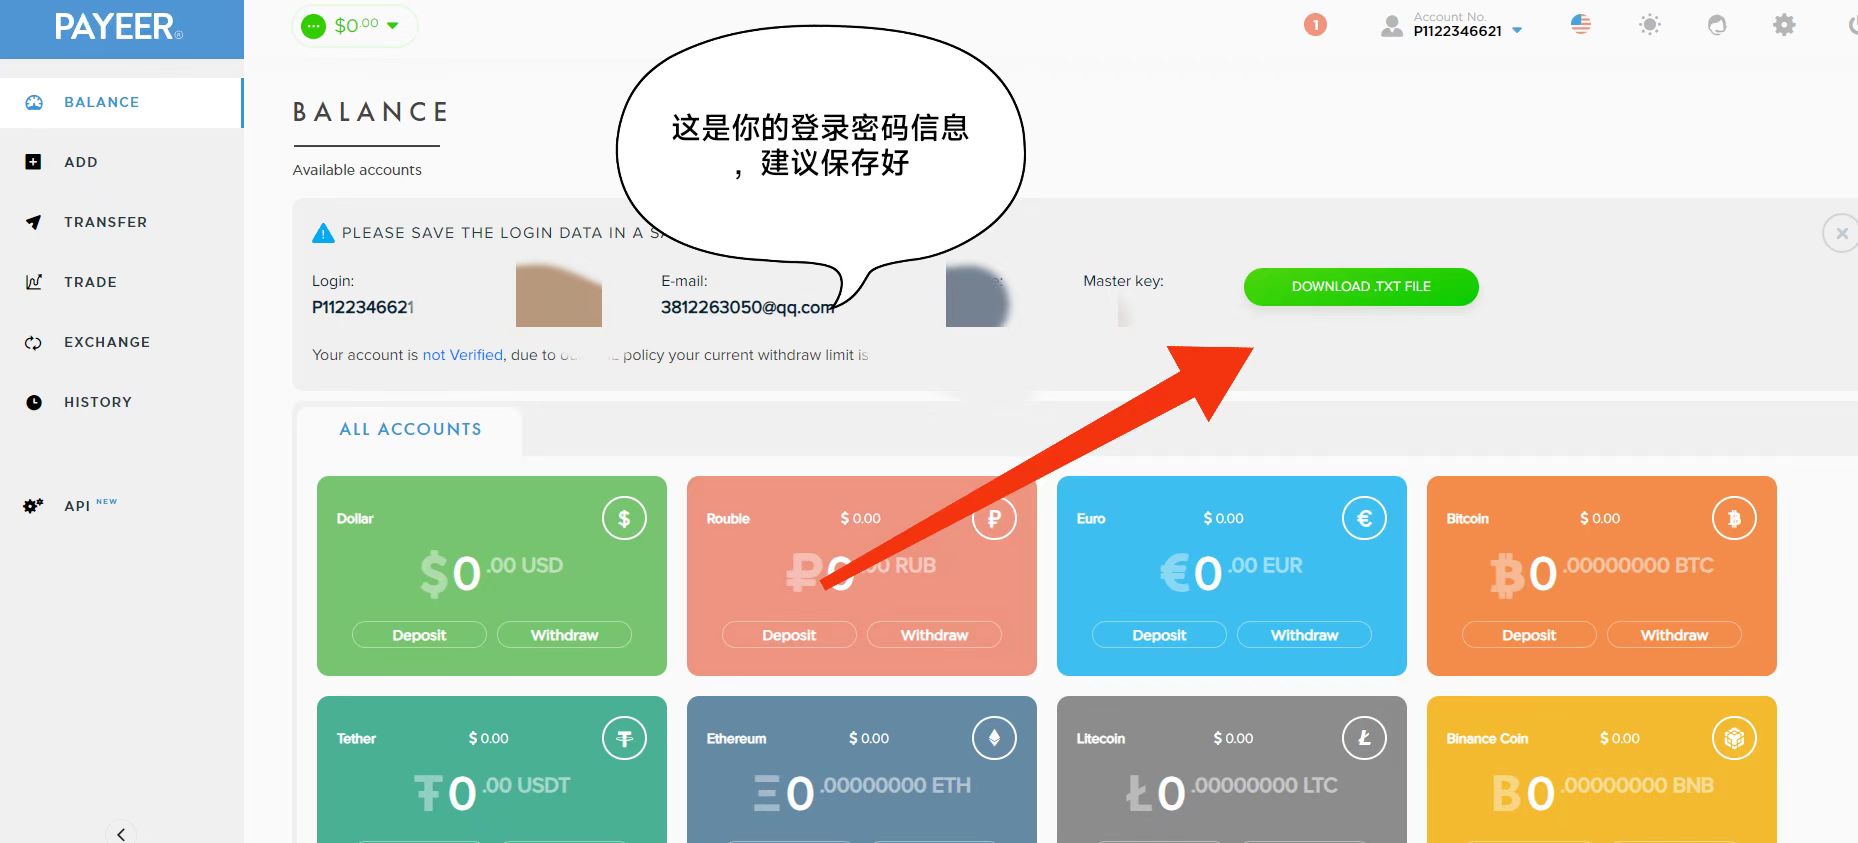 PAYEER®
$0.00
1
Account No.
P1122346621
BALANCE
ADD
TRANSFER
TRADE
EXCHANGE
HISTORY
API NEW
BALANCE
Available accounts
这是你的登录密码信息
，建议保存好
PLEASE SAVE THE LOGIN DATA IN A
Login:
E-mail:
Master key:
DOWNLOAD .TXT FILE
P1122346621
3812263050@qq.com
Your account is not Verified, due to policy your current withdraw limit is
ALL ACCOUNTS
Dollar
$
$0.00 USD
Deposit
Withdraw
Rouble
$ 0.00
₽
₽0.00 RUB
Deposit
Withdraw
Euro
$ 0.00
€
€0.00 EUR
Deposit
Withdraw
Bitcoin
$ 0.00
₿
₿0.00000000 BTC
Deposit
Withdraw
Tether
$ 0.00
₮0.00 USDT
Ethereum
$ 0.00
Ξ0.00000000 ETH
Litecoin
$ 0.00
Ł
Ł0.00000000 LTC
Binance Coin
$ 0.00
B0.00000000 BNB